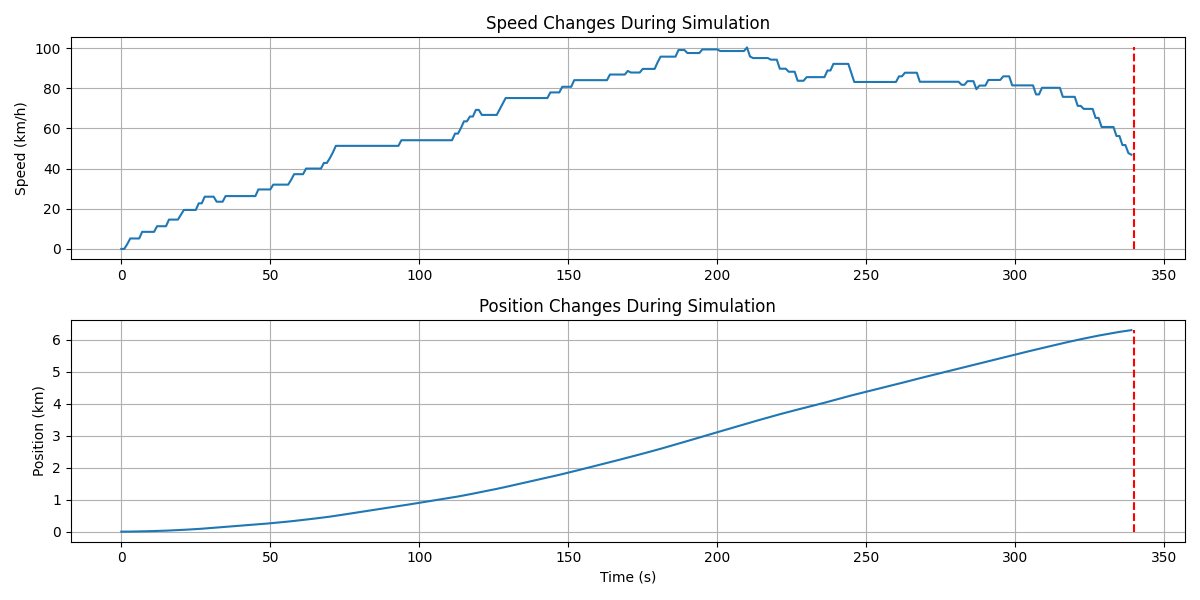 Speed Changes During Simulation
Speed (km/h)
100
80
60
40
20
0
0 50 100 150 200 250 300 350
Position Changes During Simulation
Position (km)
6
5
4
3
2
1
0
0 50 100 150 200 250 300 350
Time (s)